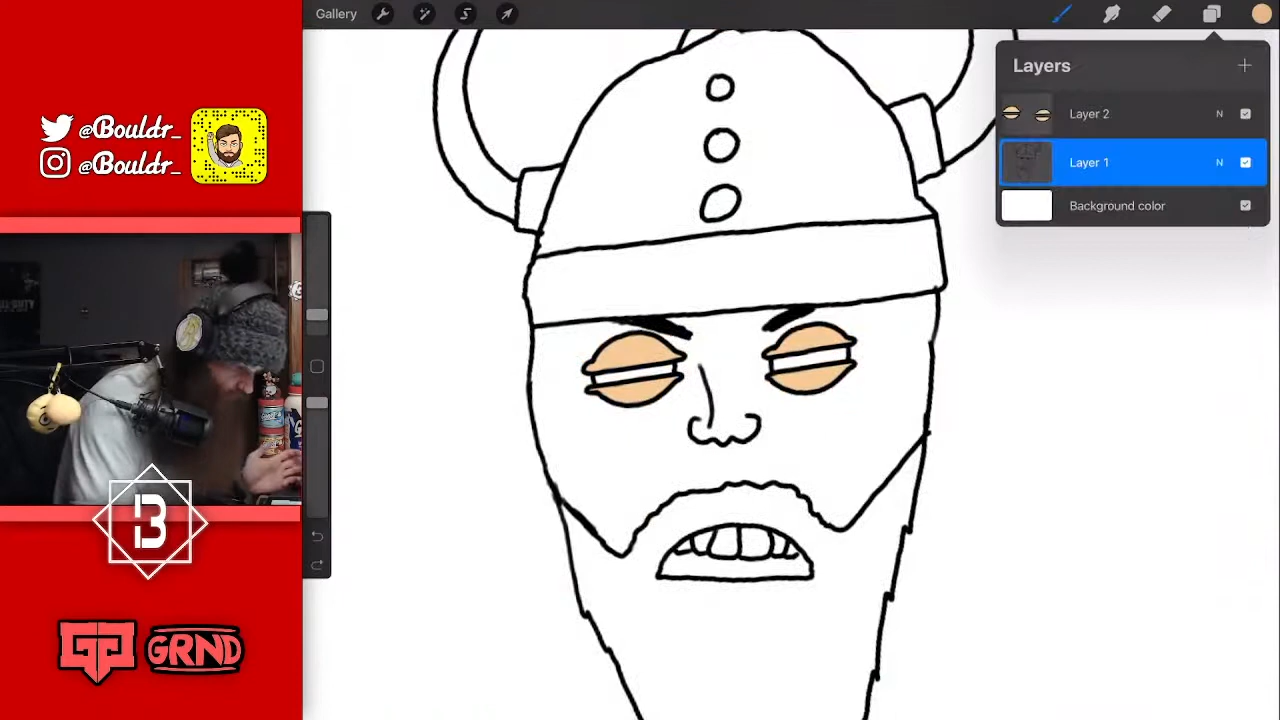 Gallery
Layers
Layer 2
N
Layer 1
N
Background color
@Bouldr_
@Bouldr_
B
GRND